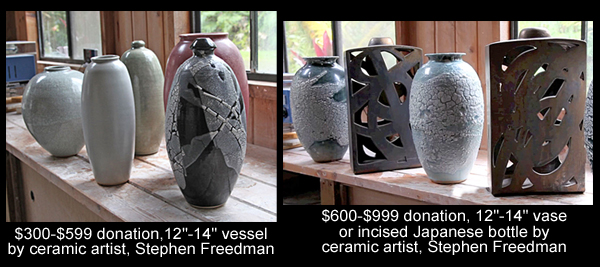 $300-$599 donation,12"-14" vessel
by ceramic artist, Stephen Freedman
$600-$999 donation, 12"-14" vase
or incised Japanese bottle by
ceramic artist, Stephen Freedman